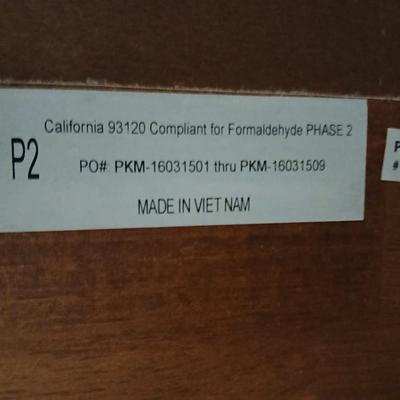 California 93120 Compliant for Formaldehyde PHASE 2
P2
PO#: PKM-16031501 thru PKM-16031509
MADE IN VIET NAM
P
#